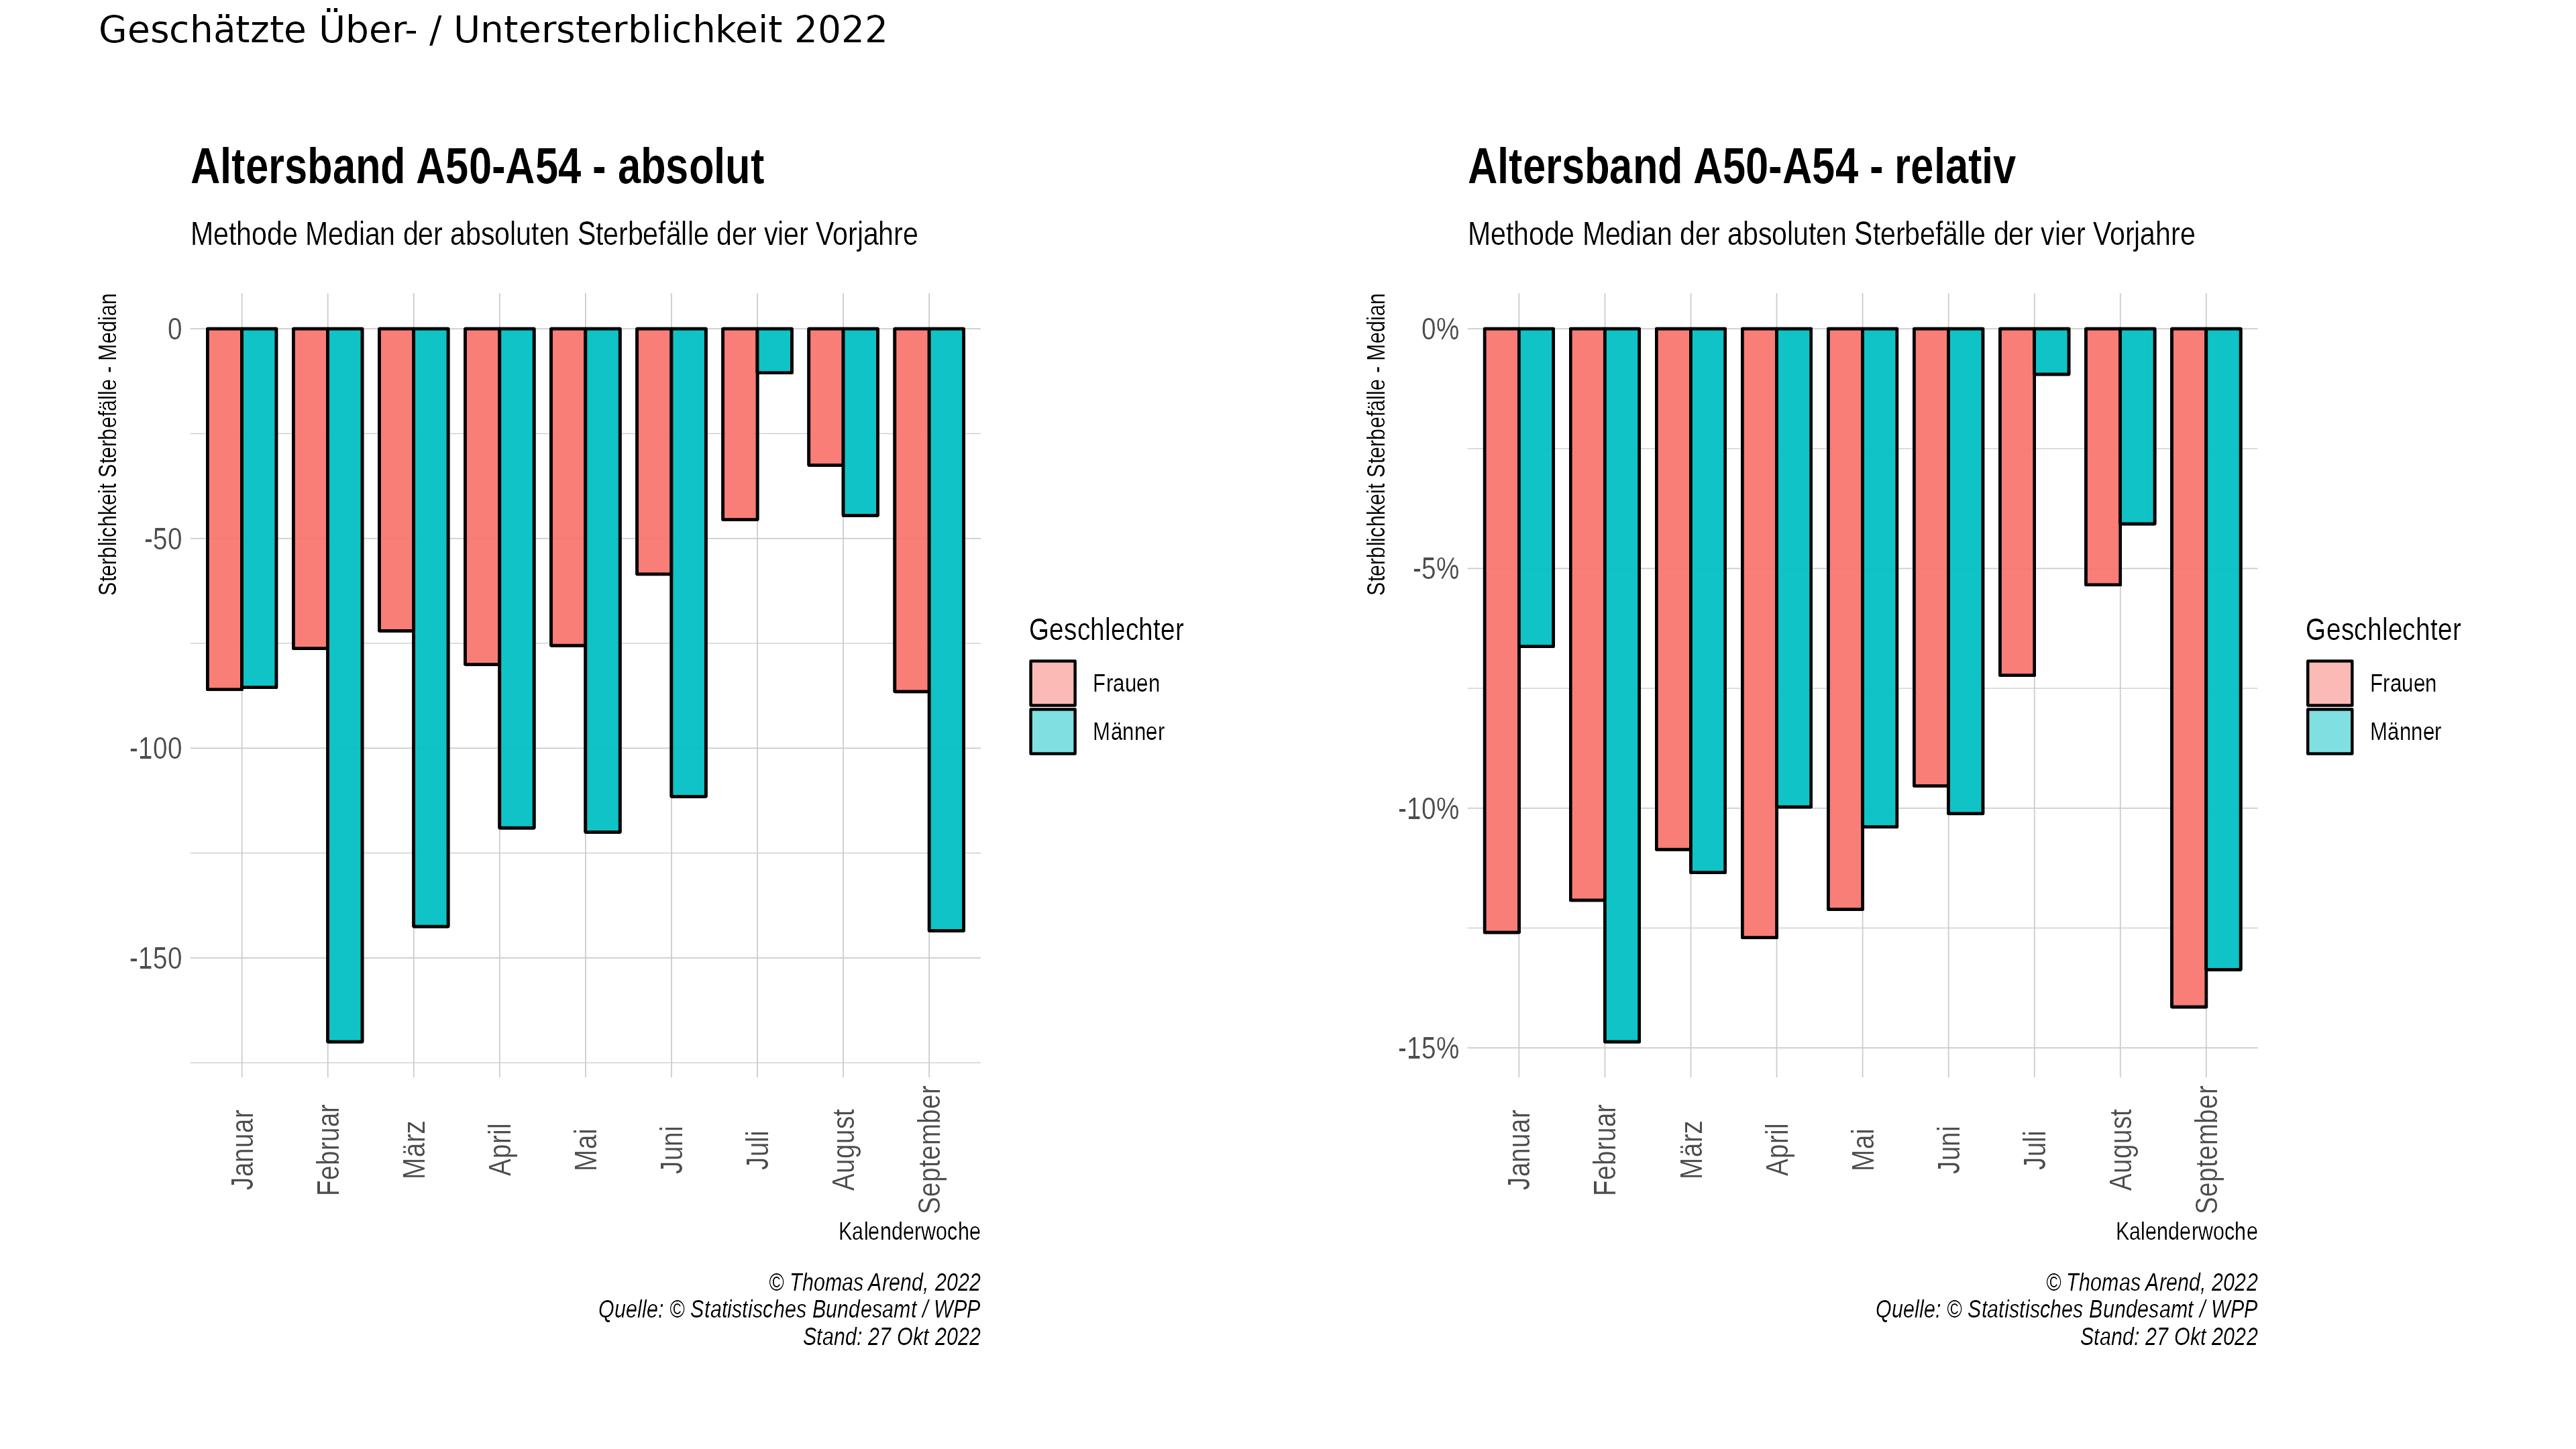 Geschätzte Über- / Untersterblichkeit 2022
Altersband A50-A54 - absolut
Methode Median der absoluten Sterbefälle der vier Vorjahre
Sterblichkeit Sterbefälle - Median
0
-50
-100
-150
Januar
Februar
März
April
Mai
Juni
Juli
August
September
Kalenderwoche
Geschlechter
Frauen
Männer
© Thomas Arend, 2022
Quelle: © Statistisches Bundesamt / WPP
Stand: 27 Okt 2022
Altersband A50-A54 - relativ
Methode Median der absoluten Sterbefälle der vier Vorjahre
Sterblichkeit Sterbefälle - Median
0%
-5%
-10%
-15%
Januar
Februar
März
April
Mai
Juni
Juli
August
September
Kalenderwoche
Geschlechter
Frauen
Männer
© Thomas Arend, 2022
Quelle: © Statistisches Bundesamt / WPP
Stand: 27 Okt 2022